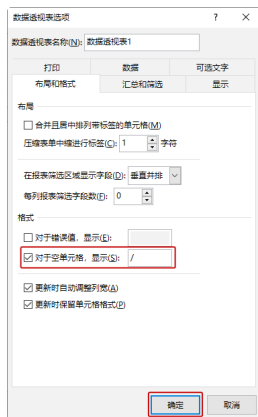 数据透视表选项 ? ×
数据透视表名称(N): 数据透视表1
打印 数据 可选文字
布局和格式 汇总和筛选 显示
布局
合并且居中排列带标签的单元格(M)
压缩表单中缩进行标签(C): 1 字符
在报表筛选区域显示字段(D): 垂直并排
每列报表筛选字段数(F): 0
格式
对于错误值，显示(E):
对于空单元格，显示(S): /
更新时自动调整列宽(A)
更新时保留单元格格式(P)
确定 取消